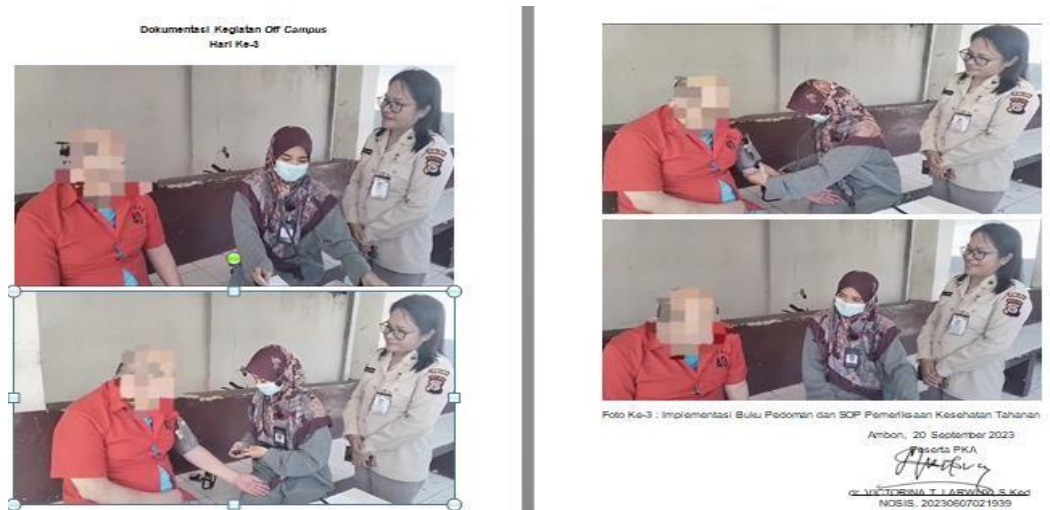 Dokumentasi Kegiatan Off Campus
Hari Ke-3
Foto Ke-3 : Implementasi Buku Pedoman dan SOP Pemeriksaan Kesehatan Tahanan
Ambon, 20 September 2023
Peserta PKA
dr. VICTORINA T. S.Ked
NOSIS. 20230607021939